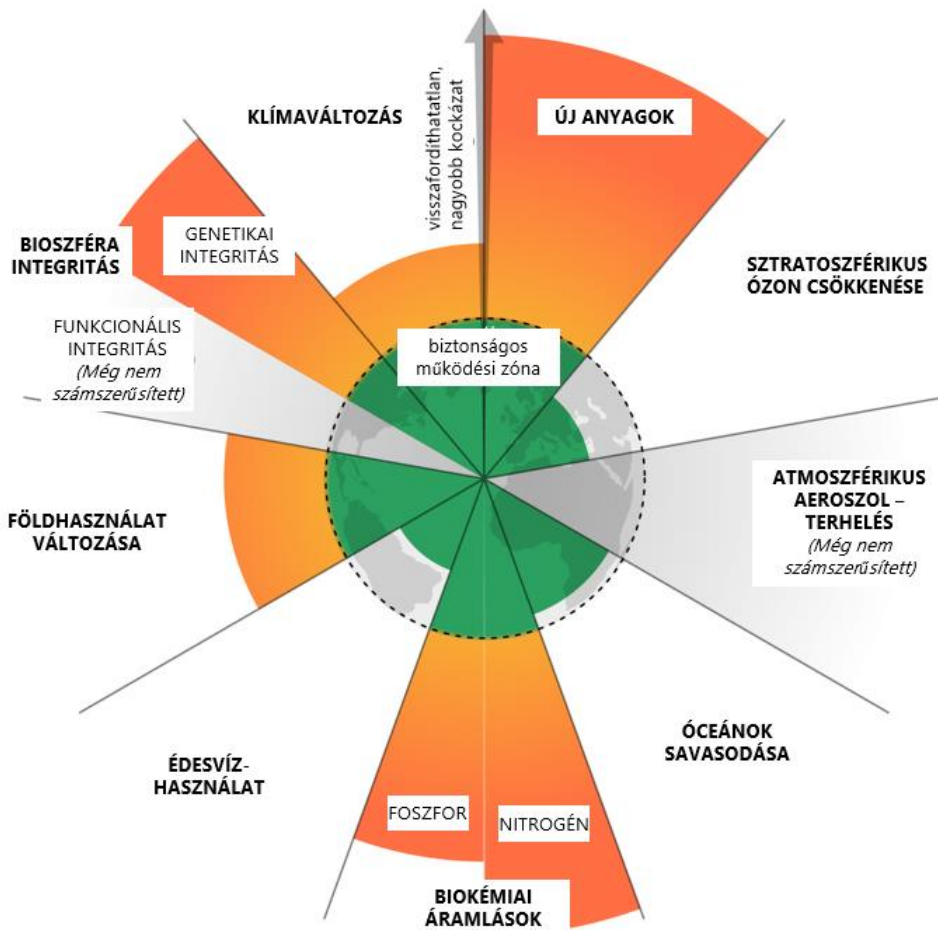 KLÍMAVÁLTOZÁS
visszafordíthatatlan,
nagyobb kockázat
ÚJ ANYAGOK
GENETIKAI
INTEGRITÁS
BIOSZFÉRA
INTEGRITÁS
SZTRATOSZFÉRIKUS
ÓZON CSÖKKENÉSE
FUNKCIONÁLIS
INTEGRITÁS
(Még nem
számszerűsített)
biztonságos
működési zóna
ATMOSZFÉRIKUS
AEROSZOL –
TERHELÉS
(Még nem
számszerűsített)
FÖLDHASZNÁLAT
VÁLTOZÁSA
ÓCEÁNOK
SAVASODÁSA
ÉDESVÍZ-
HASZNÁLAT
FOSZFOR
NITROGÉN
BIOKÉMIAI
ÁRAMLÁSOK